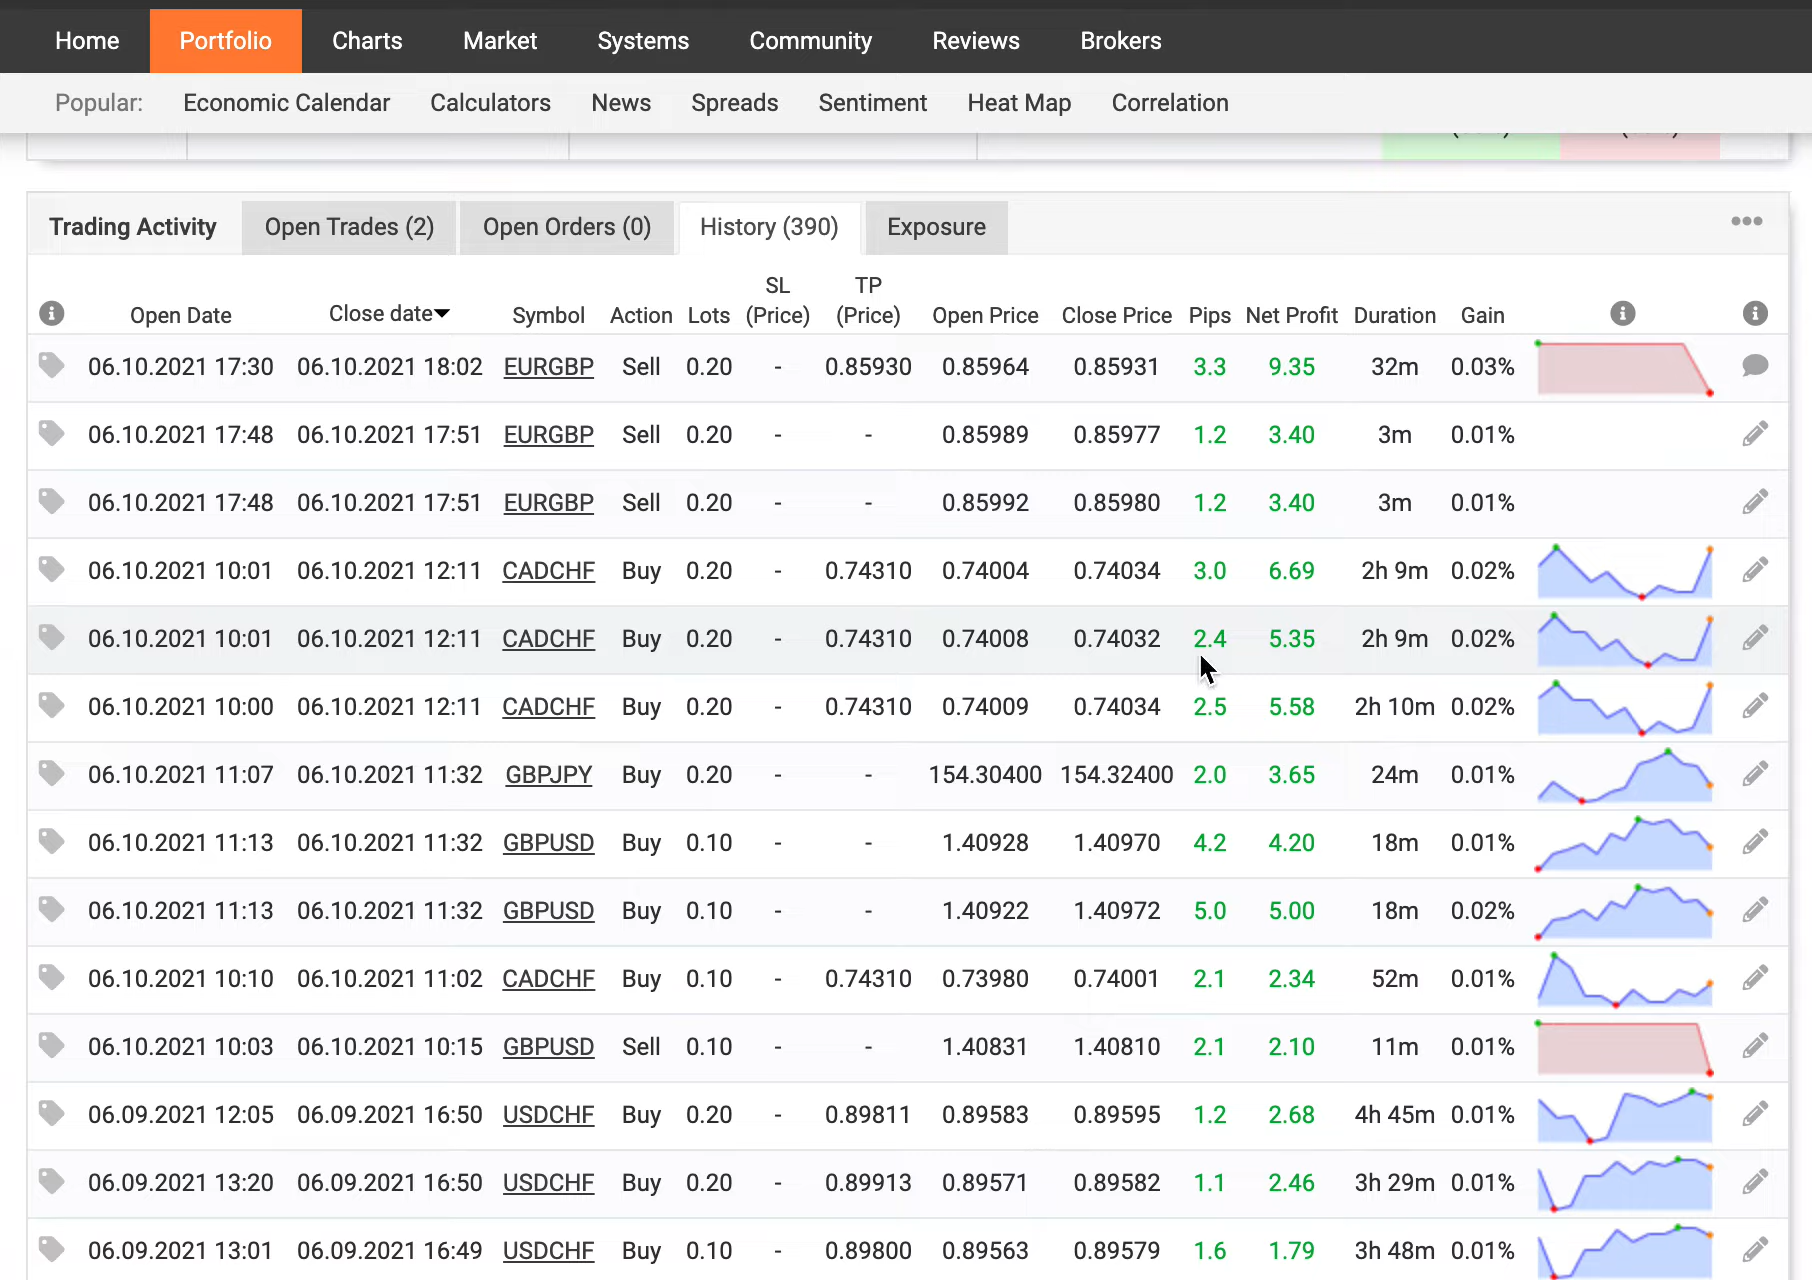 Home Portfolio Charts Market Systems Community Reviews Brokers
Popular: Economic Calendar Calculators News Spreads Sentiment Heat Map Correlation
Trading Activity Open Trades (2) Open Orders (0) History (390) Exposure
Open Date Close date Symbol Action Lots SL (Price) TP (Price) Open Price Close Price Pips Net Profit Duration Gain
06.10.2021 17:30 06.10.2021 18:02 EURGBP Sell 0.20 - 0.85930 0.85964 0.85931 3.3 9.35 32m 0.03%
06.10.2021 17:48 06.10.2021 17:51 EURGBP Sell 0.20 - - 0.85989 0.85977 1.2 3.40 3m 0.01%
06.10.2021 17:48 06.10.2021 17:51 EURGBP Sell 0.20 - - 0.85992 0.85980 1.2 3.40 3m 0.01%
06.10.2021 10:01 06.10.2021 12:11 CADCHF Buy 0.20 - 0.74310 0.74004 0.74034 3.0 6.69 2h 9m 0.02%
06.10.2021 10:01 06.10.2021 12:11 CADCHF Buy 0.20 - 0.74310 0.74008 0.74032 2.4 5.35 2h 9m 0.02%
06.10.2021 10:00 06.10.2021 12:11 CADCHF Buy 0.20 - 0.74310 0.74009 0.74034 2.5 5.58 2h 10m 0.02%
06.10.2021 11:07 06.10.2021 11:32 GBPJPY Buy 0.20 - - 154.30400 154.32400 2.0 3.65 24m 0.01%
06.10.2021 11:13 06.10.2021 11:32 GBPUSD Buy 0.10 - - 1.40928 1.40970 4.2 4.20 18m 0.01%
06.10.2021 11:13 06.10.2021 11:32 GBPUSD Buy 0.10 - - 1.40922 1.40972 5.0 5.00 18m 0.02%
06.10.2021 10:10 06.10.2021 11:02 CADCHF Buy 0.10 - 0.74310 0.73980 0.74001 2.1 2.34 52m 0.01%
06.10.2021 10:03 06.10.2021 10:15 GBPUSD Sell 0.10 - - 1.40831 1.40810 2.1 2.10 11m 0.01%
06.09.2021 12:05 06.09.2021 16:50 USDCHF Buy 0.20 - 0.89811 0.89583 0.89595 1.2 2.68 4h 45m 0.01%
06.09.2021 13:20 06.09.2021 16:50 USDCHF Buy 0.20 - 0.89913 0.89571 0.89582 1.1 2.46 3h 29m 0.01%
06.09.2021 13:01 06.09.2021 16:49 USDCHF Buy 0.10 - 0.89800 0.89563 0.89579 1.6 1.79 3h 48m 0.01%